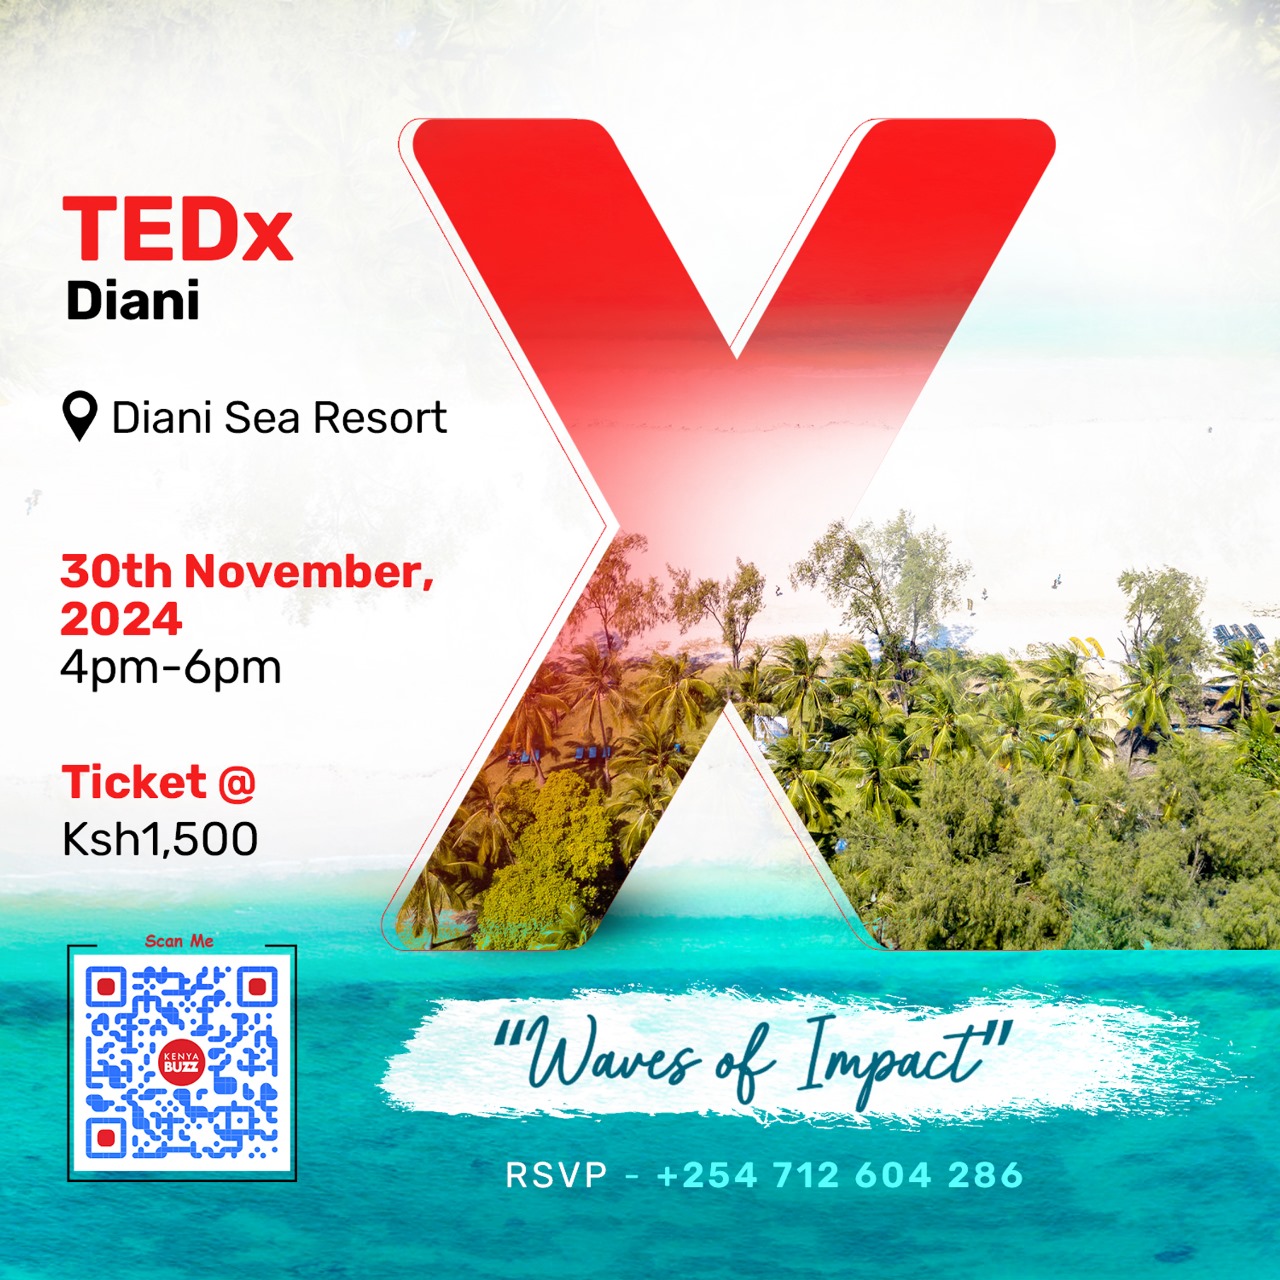 TEDx
Diani
Diani Sea Resort
30th November,
2024
4pm-6pm
Ticket @
Ksh1,500
Scan Me
KENYA
BUZZ
"Waves of Impact"
RSVP - +254 712 604 286